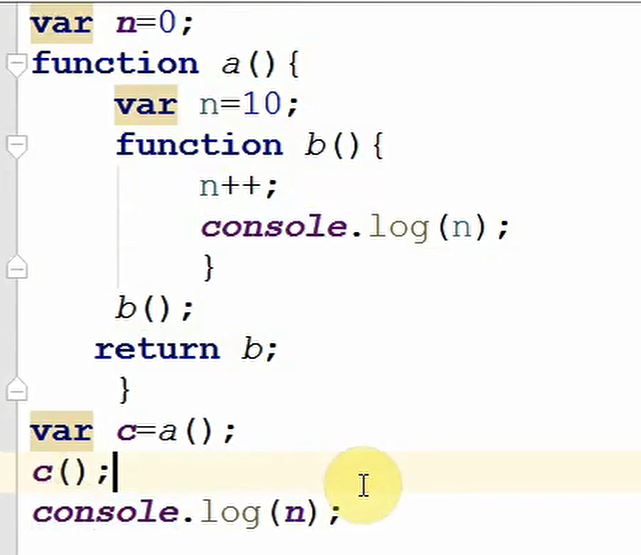 var n=0;
function a(){
var n=10;
function b(){
n++;
console.log(n);
}
b();
return b;
}
var c=a();
c();
console.log(n);